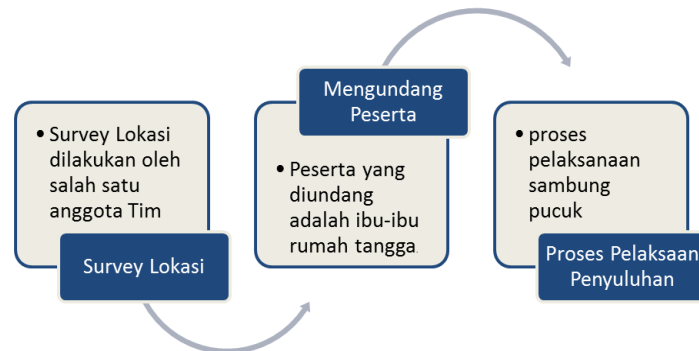 • Survey Lokasi
dilakukan oleh
salah satu
anggota Tim
Survey Lokasi
Mengundang
Peserta
• Peserta yang
diundang
adalah ibu-ibu
rumah tangga.
• proses
pelaksanaan
sambung
pucuk
Proses Pelaksaan
Penyuluhan